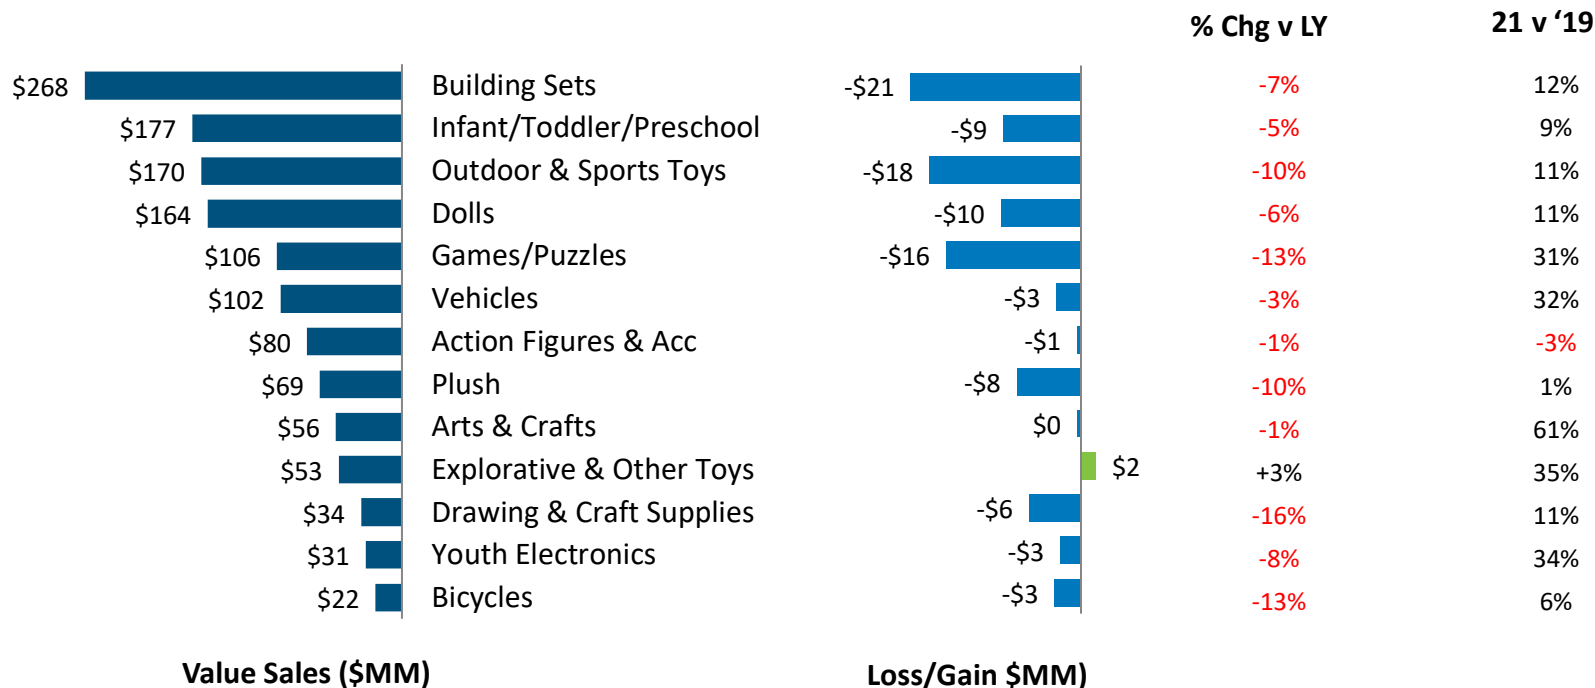 % Chg v LY 21 v ‘19
$268 Building Sets -$21 -7% 12%
$177 Infant/Toddler/Preschool -$9 -5% 9%
$170 Outdoor & Sports Toys -$18 -10% 11%
$164 Dolls -$10 -6% 11%
$106 Games/Puzzles -$16 -13% 31%
$102 Vehicles -$3 -3% 32%
$80 Action Figures & Acc -$1 -1% -3%
$69 Plush -$8 -10% 1%
$56 Arts & Crafts $0 -1% 61%
$53 Explorative & Other Toys $2 +3% 35%
$34 Drawing & Craft Supplies -$6 -16% 11%
$31 Youth Electronics -$3 -8% 34%
$22 Bicycles -$3 -13% 6%
Value Sales ($MM) Loss/Gain $MM)